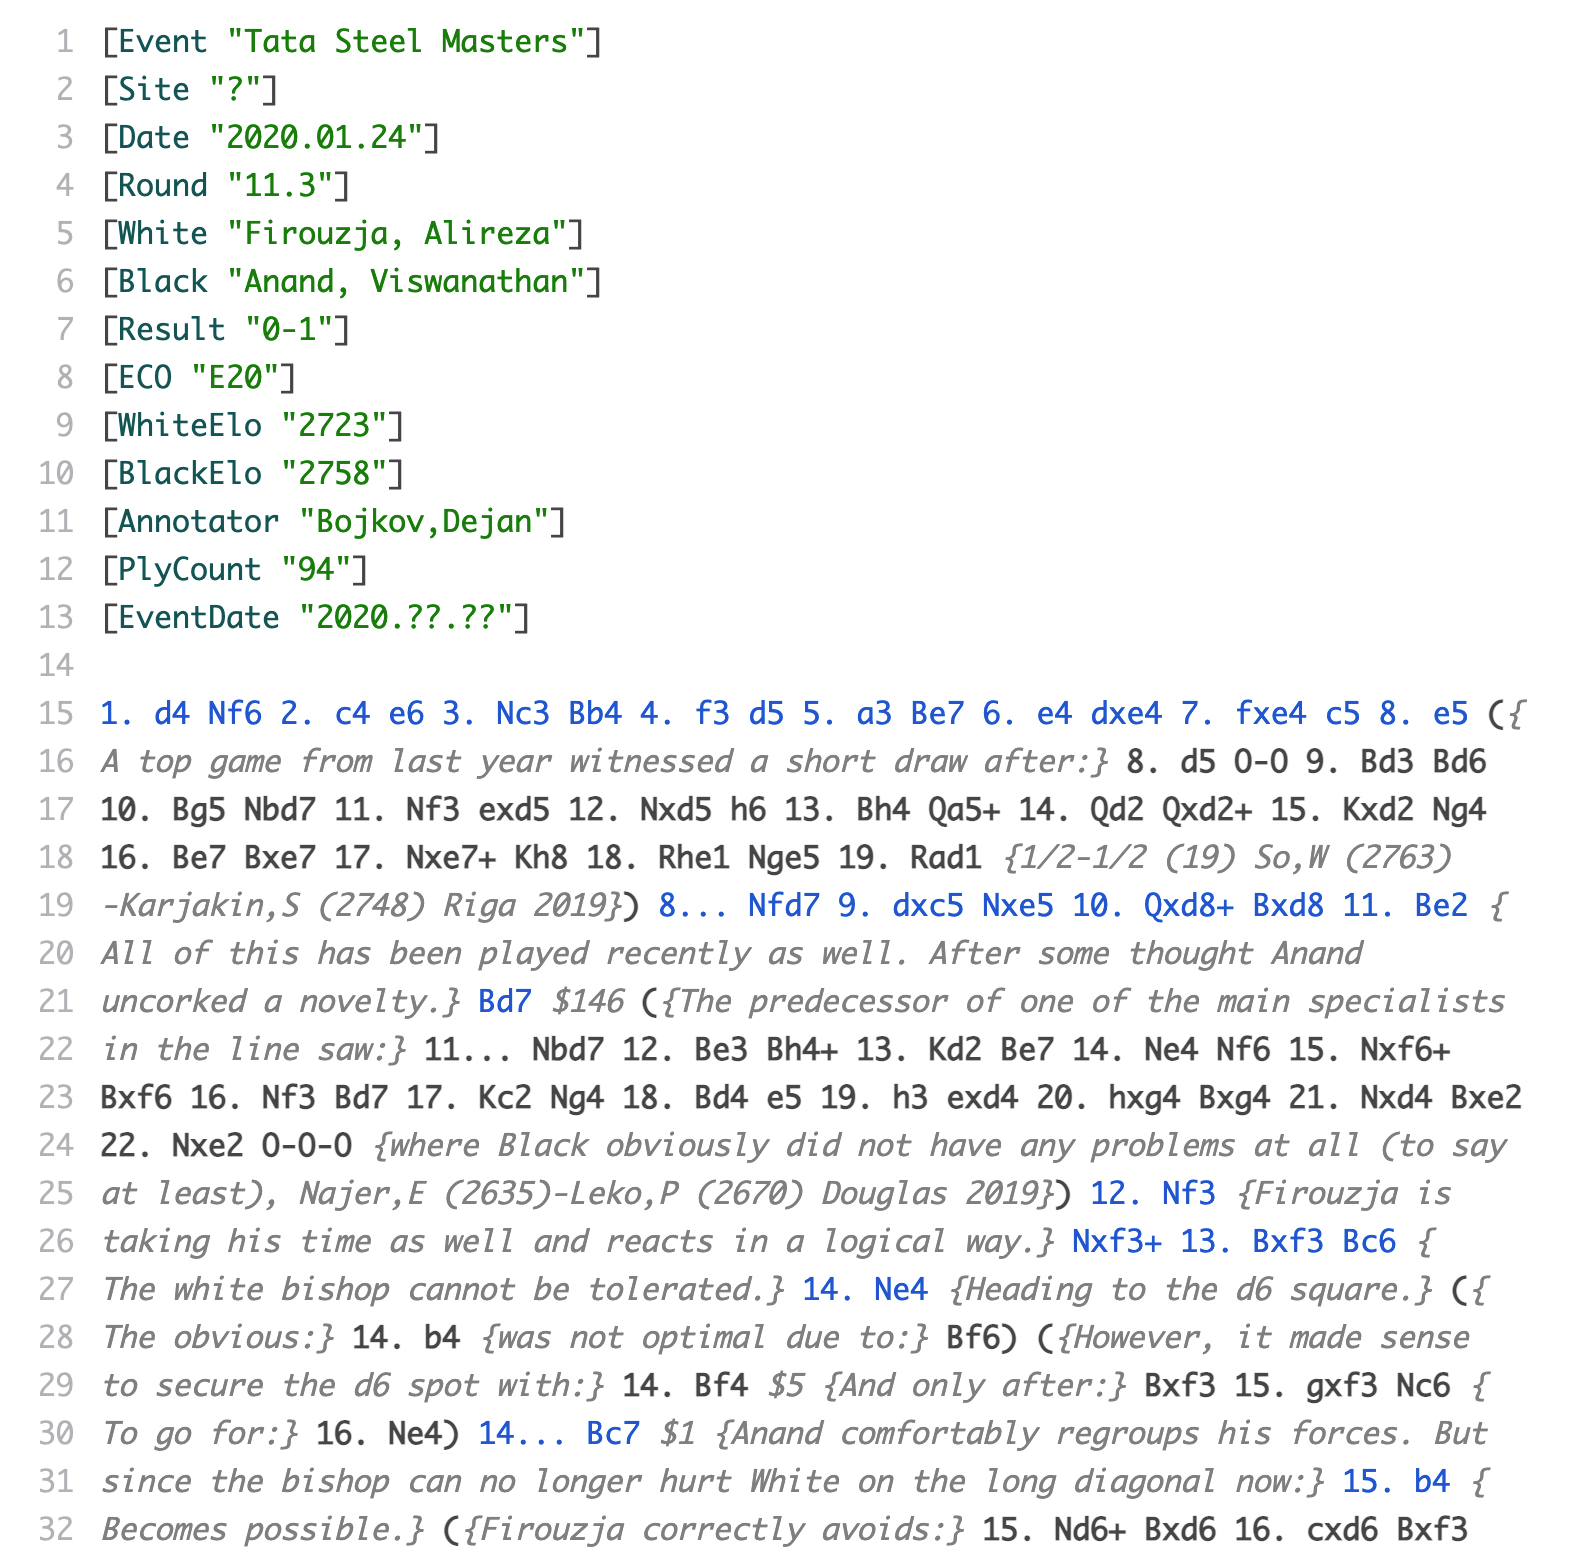 1 [Event "Tata Steel Masters"]
2 [Site "?"]
3 [Date "2020.01.24"]
4 [Round "11.3"]
5 [White "Firouzja, Alireza"]
6 [Black "Anand, Viswanathan"]
7 [Result "0-1"]
8 [ECO "E20"]
9 [WhiteElo "2723"]
10 [BlackElo "2758"]
11 [Annotator "Bojkov,Dejan"]
12 [PlyCount "94"]
13 [EventDate "2020.??.??"]
14
15 1. d4 Nf6 2. c4 e6 3. Nc3 Bb4 4. f3 d5 5. a3 Be7 6. e4 dxe4 7. fxe4 c5 8. e5 ({
16 A top game from last year witnessed a short draw after:} 8. d5 O-O 9. Bd3 Bd6
17 10. Bg5 Nbd7 11. Nf3 exd5 12. Nxd5 h6 13. Bh4 Qa5+ 14. Qd2 Qxd2+ 15. Kxd2 Ng4
18 16. Be7 Bxe7 17. Nxe7+ Kh8 18. Rhe1 Nge5 19. Rad1 {1/2-1/2 (19) So,W (2763)
19 -Karjakin,S (2748) Riga 2019}) 8... Nfd7 9. dxc5 Nxe5 10. Qxd8+ Bxd8 11. Be2 {
20 All of this has been played recently as well. After some thought Anand
21 uncorked a novelty.} Bd7 $146 ({The predecessor of one of the main specialists
22 in the line saw:} 11... Nbd7 12. Be3 Bh4+ 13. Kd2 Be7 14. Ne4 Nf6 15. Nxf6+
23 Bxf6 16. Nf3 Bd7 17. Kc2 Ng4 18. Bd4 e5 19. h3 exd4 20. hxg4 Bxg4 21. Nxd4 Bxe2
24 22. Nxe2 O-O-O {where Black obviously did not have any problems at all (to say
25 at least), Najer,E (2635)-Leko,P (2670) Douglas 2019}) 12. Nf3 {Firouzja is
26 taking his time as well and reacts in a logical way.} Nxf3+ 13. Bxf3 Bc6 {
27 The white bishop cannot be tolerated.} 14. Ne4 {Heading to the d6 square.} ({
28 The obvious:} 14. b4 {was not optimal due to:} Bf6) ({However, it made sense
29 to secure the d6 spot with:} 14. Bf4 $5 {And only after:} Bxf3 15. gxf3 Nc6 {
30 To go for:} 16. Ne4) 14... Bc7 $1 {Anand comfortably regroups his forces. But
31 since the bishop can no longer hurt White on the long diagonal now:} 15. b4 {
32 Becomes possible.} ({Firouzja correctly avoids:} 15. Nd6+ Bxd6 16. cxd6 Bxf3